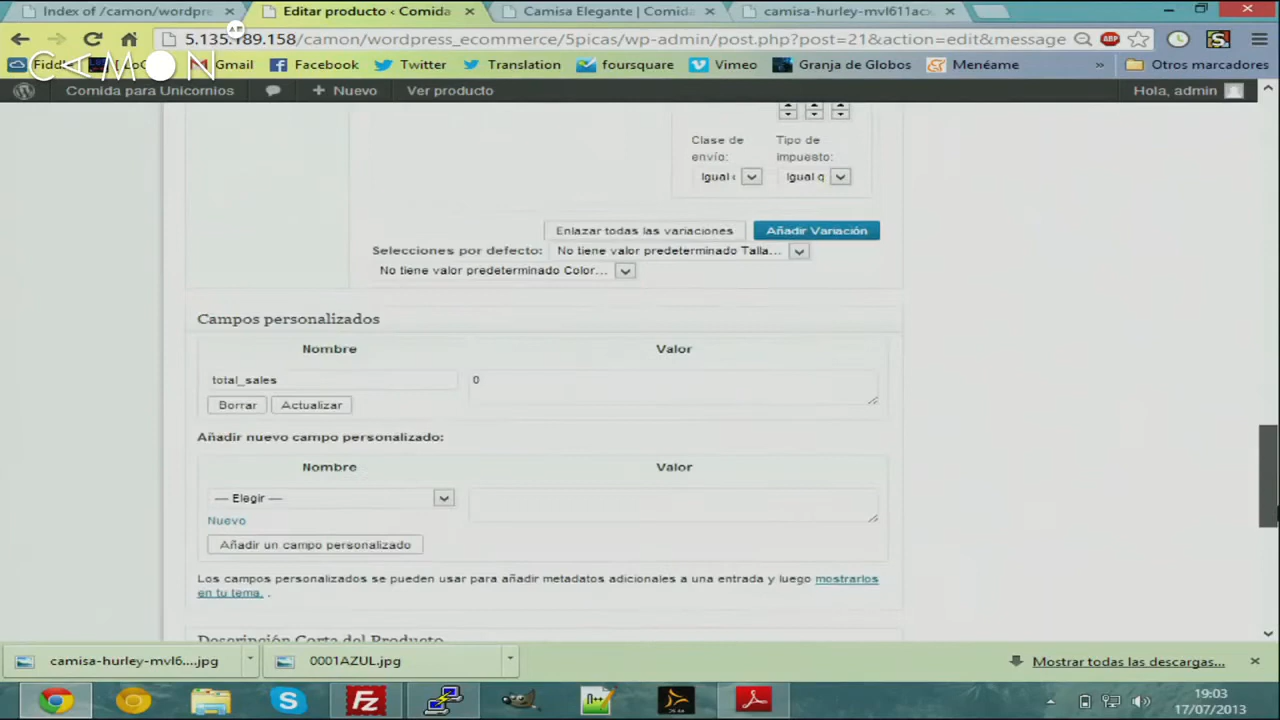 Index of /camon/wordpre
Editar producto ‹ Comida
Camisa Elegante | Comida
camisa-hurley-mvl611acx
5.135.189.158/camon/wordpress_ecommerce/5picas/wp-admin/post.php?post=21&action=edit&message
CAMON
Gmail
Facebook
Twitter
Translation
foursquare
Vimeo
Granja de Globos
Menéame
»
Otros marcadores
Comida para Unicornios
+ Nuevo
Ver producto
Hola, admin
Clase de envío:
Tipo de impuesto:
Igual
Igual q
Enlazar todas las variaciones
Añadir Variación
Selecciones por defecto:
No tiene valor predeterminado Talla...
No tiene valor predeterminado Color...
Campos personalizados
Nombre
Valor
total_sales
0
Borrar
Actualizar
Añadir nuevo campo personalizado:
Nombre
Valor
— Elegir —
Nuevo
Añadir un campo personalizado
Los campos personalizados se pueden usar para añadir metadatos adicionales a una entrada y luego mostrarlos
en tu tema. .
Descripción Corta del Producto
camisa-hurley-mvl6....jpg
0001AZUL.jpg
Mostrar todas las descargas...
19:03
17/07/2013